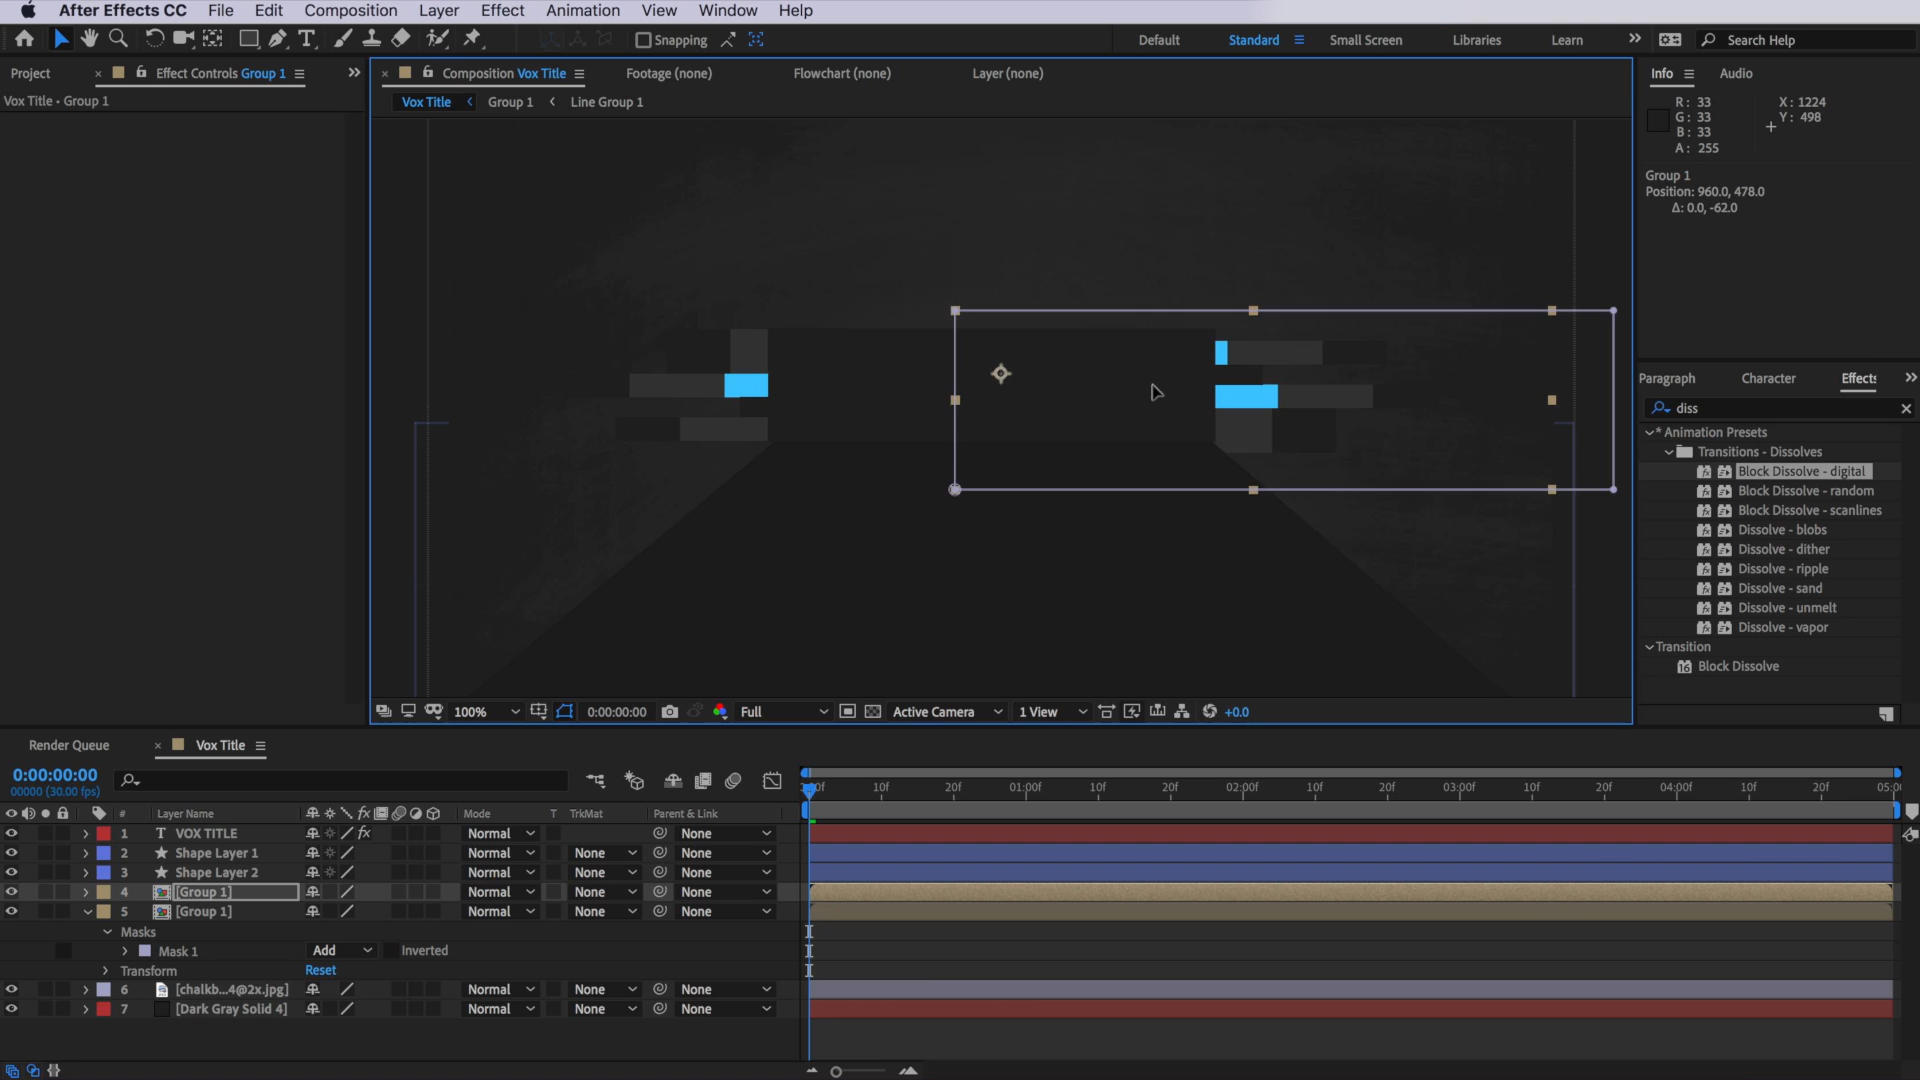 After Effects CC File Edit Composition Layer Effect Animation View Window Help
Snapping Default Standard Small Screen Libraries Learn Search Help
Project Effect Controls Group 1 Composition Vox Title Footage (none) Flowchart (none) Layer (none) Info Audio
Vox Title • Group 1 Vox Title Group 1 Line Group 1
R: 33 X: 1224
G: 33 Y: 498
B: 33
A: 255
Group 1
Position: 960.0, 478.0
Δ: 0.0, -62.0
Paragraph Character Effects
diss
* Animation Presets
Transitions - Dissolves
Block Dissolve - digital
Block Dissolve - random
Block Dissolve - scanlines
Dissolve - blobs
Dissolve - dither
Dissolve - ripple
Dissolve - sand
Dissolve - unmelt
Dissolve - vapor
Transition
Block Dissolve
100% 0:00:00:00 Full Active Camera 1 View +0.0
Render Queue Vox Title
0:00:00:00
00000 (30.00 fps)
:00f 10f 20f 01:00f 10f 20f 02:00f 10f 20f 03:00f 10f 20f 04:00f 10f 20f 05:0
# Layer Name Mode T TrkMat Parent & Link
1 T VOX TITLE Normal None
2 Shape Layer 1 Normal None None
3 Shape Layer 2 Normal None None
4 [Group 1] Normal None None
5 [Group 1] Normal None None
Masks
Mask 1 Add Inverted
Transform Reset
6 [chalkb...4@2x.jpg] Normal None None
7 [Dark Gray Solid 4] Normal None None